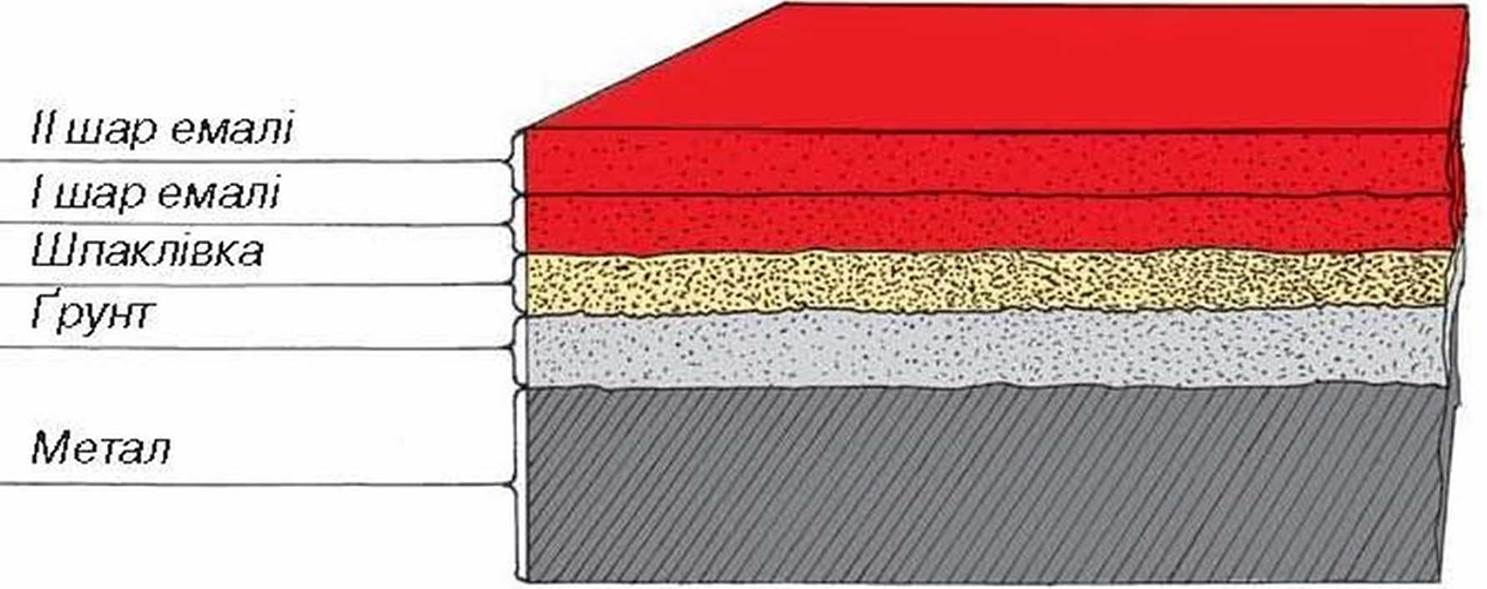 II шар емалі
I шар емалі
Шпаклівка
Ґрунт
Метал